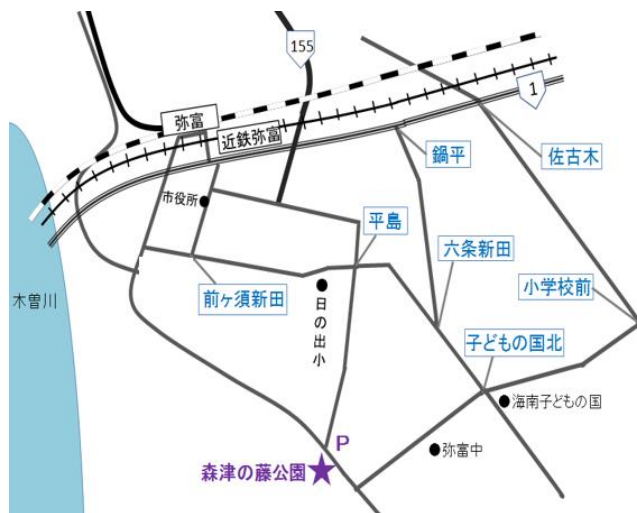 155
1
弥富
近鉄弥富
鍋平
佐古木
市役所
平島
六条新田
小学校前
木曽川
前ヶ須新田
日の出小
子どもの国北
海南子どもの国
弥富中
P
森津の藤公園